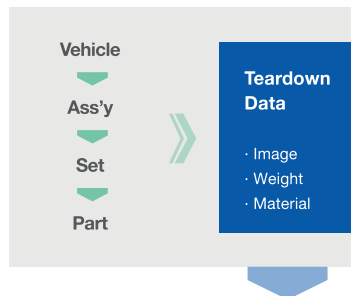 Vehicle
Ass'y
Set
Part
Teardown
Data
· Image
· Weight
· Material